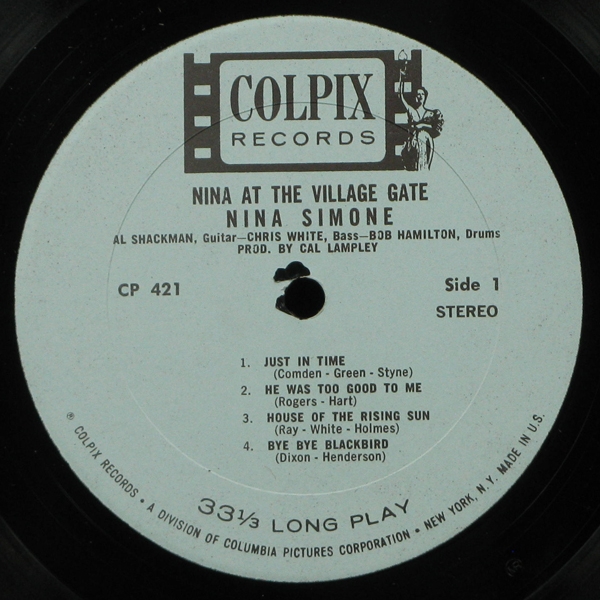 COLPIX
RECORDS
NINA AT THE VILLAGE GATE
NINA SIMONE
AL SHACKMAN, Guitar—CHRIS WHITE, Bass—BOB HAMILTON, Drums
PROD. BY CAL LAMPLEY
CP 421
Side 1
STEREO
1. JUST IN TIME
(Comden - Green - Styne)
2. HE WAS TOO GOOD TO ME
(Rogers - Hart)
3. HOUSE OF THE RISING SUN
(Ray - White - Holmes)
4. BYE BYE BLACKBIRD
(Dixon - Henderson)
33⅓ LONG PLAY
℗ COLPIX RECORDS • A DIVISION OF COLUMBIA PICTURES CORPORATION • NEW YORK, N.Y. MADE IN U.S.